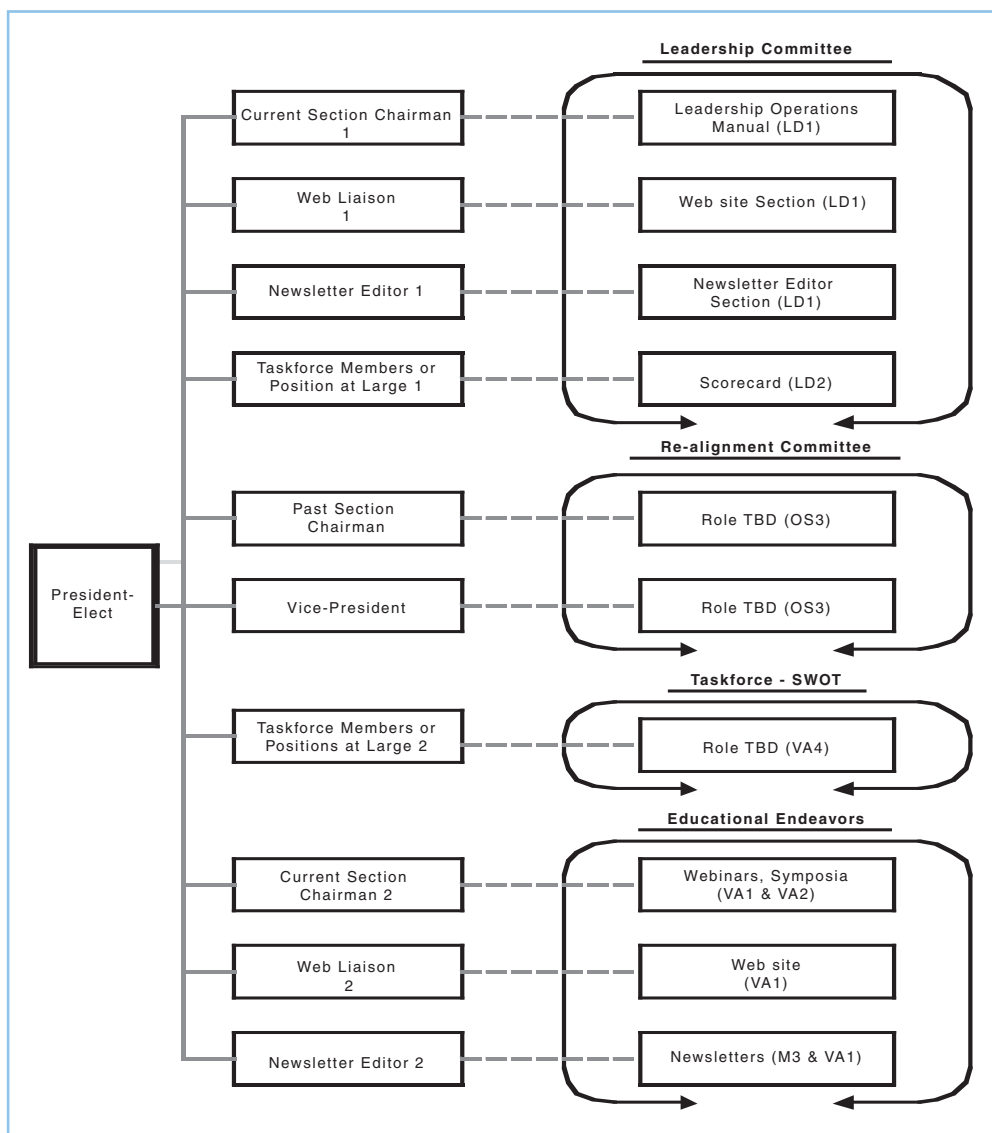 Leadership Committee
Current Section Chairman
1
Leadership Operations
Manual (LD1)
Web Liaison
1
Web site Section (LD1)
Newsletter Editor 1
Newsletter Editor
Section (LD1)
Taskforce Members or
Position at Large 1
Scorecard (LD2)
Re-alignment Committee
Past Section
Chairman
Role TBD (OS3)
President-
Elect
Vice-President
Role TBD (OS3)
Taskforce - SWOT
Taskforce Members or
Positions at Large 2
Role TBD (VA4)
Educational Endeavors
Current Section
Chairman 2
Webinars, Symposia
(VA1 & VA2)
Web Liaison
2
Web site
(VA1)
Newsletter Editor 2
Newsletters (M3 & VA1)